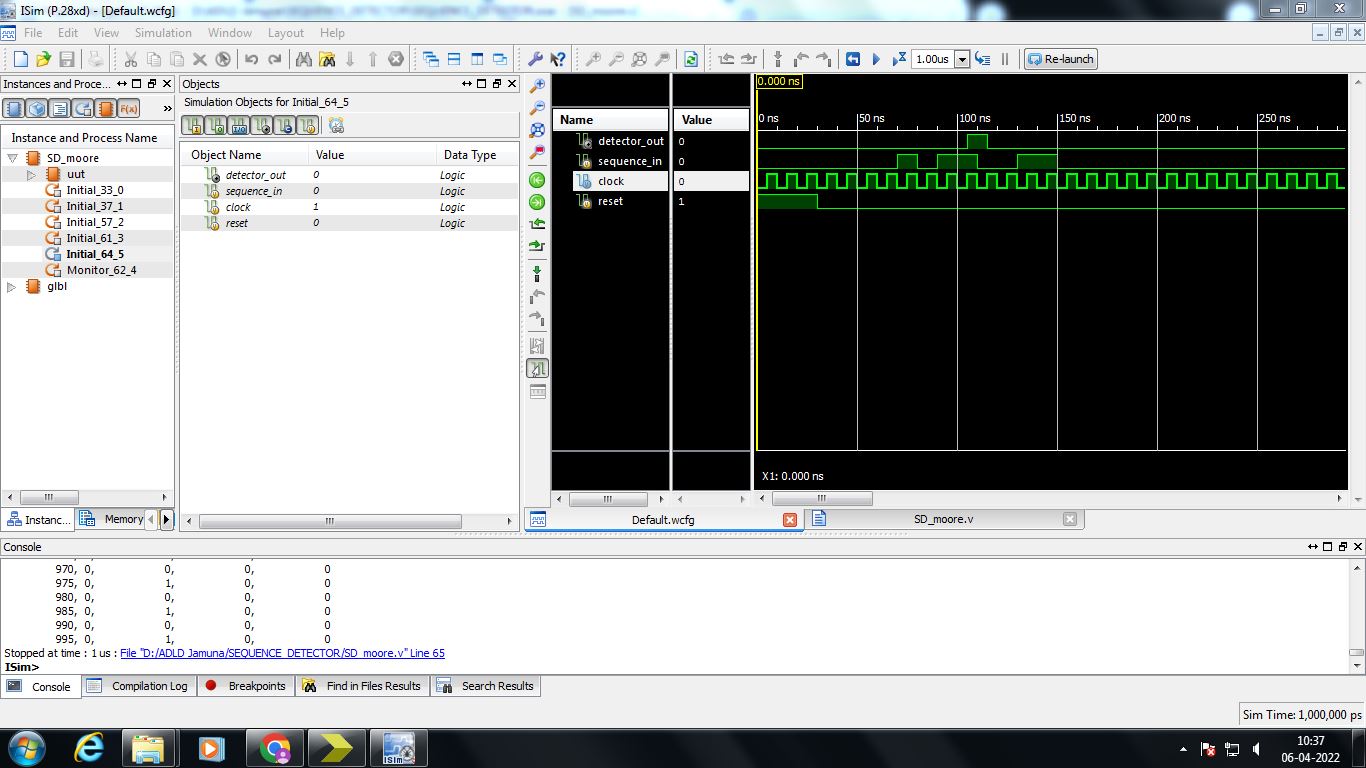 ISim (P.28xd) - [Default.wcfg]
File Edit View Simulation Window Layout Help
1.00us Re-launch
Instances and Proce...
Instance and Process Name
SD_moore
uut
Initial_33_0
Initial_37_1
Initial_57_2
Initial_61_3
Initial_64_5
Monitor_62_4
glbl
Instanc... Memory
Objects
Simulation Objects for Initial_64_5
Object Name Value Data Type
detector_out 0 Logic
sequence_in 0 Logic
clock 1 Logic
reset 0 Logic
Name Value
detector_out 0
sequence_in 0
clock 0
reset 1
0.000 ns
0 ns 50 ns 100 ns 150 ns 200 ns 250 ns
X1: 0.000 ns
Default.wcfg SD_moore.v
Console
970, 0, 0, 0, 0
975, 0, 1, 0, 0
980, 0, 0, 0, 0
985, 0, 1, 0, 0
990, 0, 0, 0, 0
995, 0, 1, 0, 0
Stopped at time : 1 us : File "D:/ADLD Jamuna/SEQUENCE_DETECTOR/SD_moore.v" Line 65
ISim>
Console Compilation Log Breakpoints Find in Files Results Search Results
Sim Time: 1,000,000 ps
ISim
10:37
06-04-2022